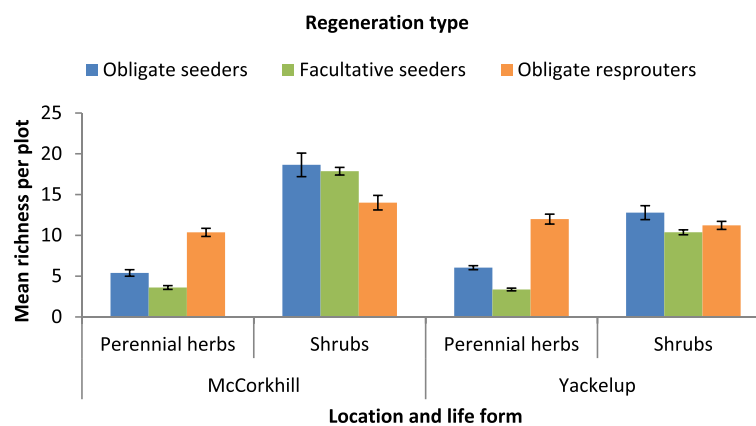 Regeneration type
Obligate seeders Facultative seeders Obligate resprouters
Mean richness per plot
25
20
15
10
5
0
Perennial herbs Shrubs Perennial herbs Shrubs
McCorkhill Yackelup
Location and life form